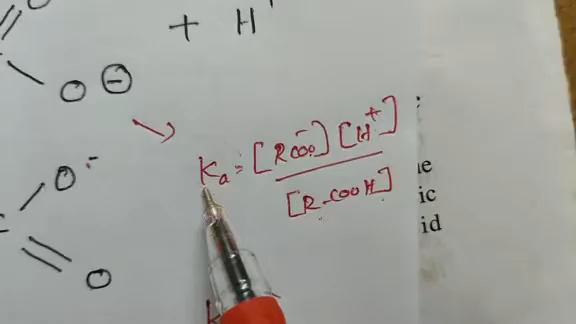 O
+ H
O ⊖
Ka = [RCOO⁻] [H⁺]
[R-COOH]
O⁻
O
ic
id